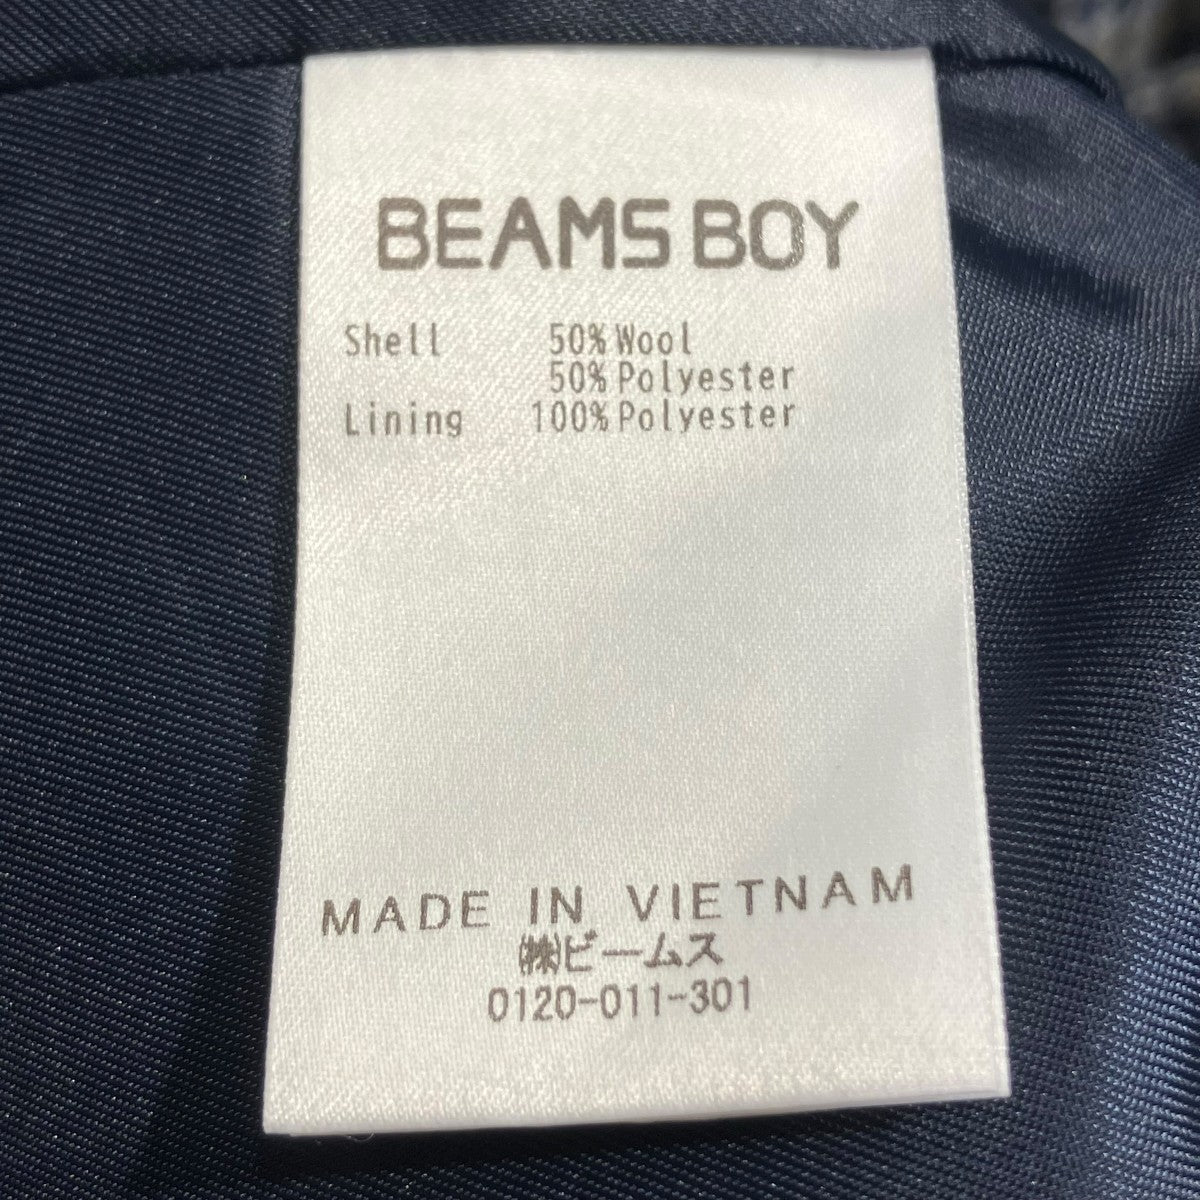 BEAMS BOY
Shell 50% Wool
50% Polyester
Lining 100% Polyester
MADE IN VIETNAM
㈱ビームス
0120-011-301